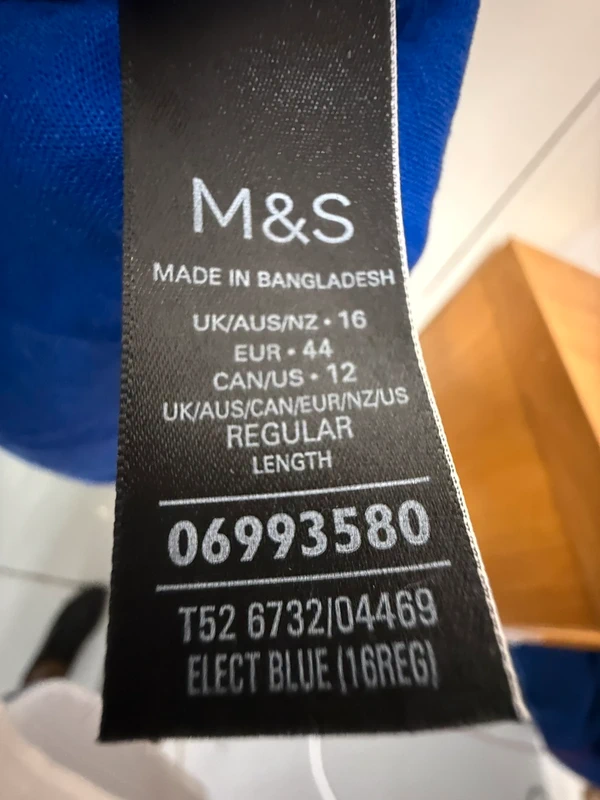 M&S
MADE IN BANGLADESH
UK/AUS/NZ • 16
EUR • 44
CAN/US • 12
UK/AUS/CAN/EUR/NZ/US
REGULAR
LENGTH
06993580
T52 6732/04469
ELECT BLUE (16REG)